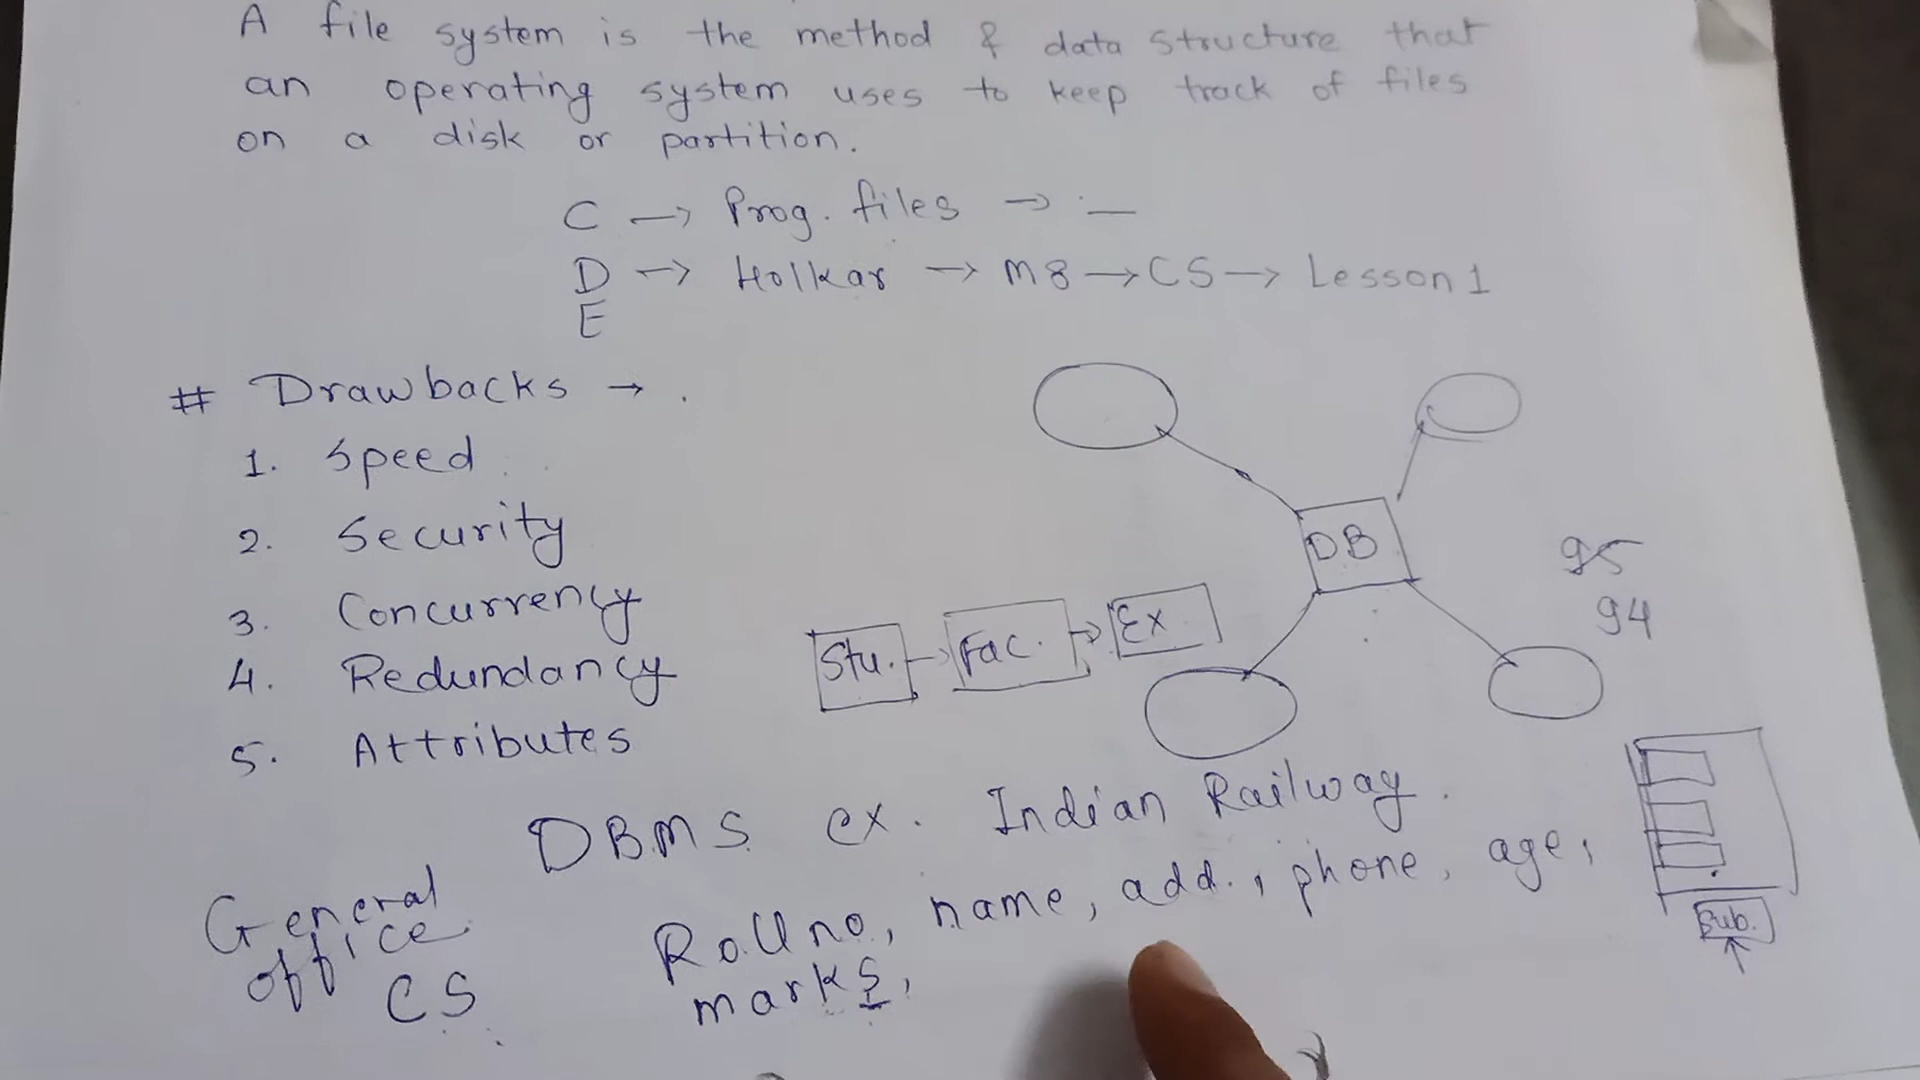 A file system is the method & data structure that
an operating system uses to keep track of files
on a disk or partition.
C → Prog. files → —
D → Holkar → M8 → CS → Lesson 1
E
# Drawbacks →
1. Speed
2. Security
3. Concurrency
4. Redundancy
5. Attributes
DB
95
94
Stu. → Fac. → Ex
DBMS ex. Indian Railway.
General
office
CS
Roll no, name, add., phone, age,
marks,
Sub.